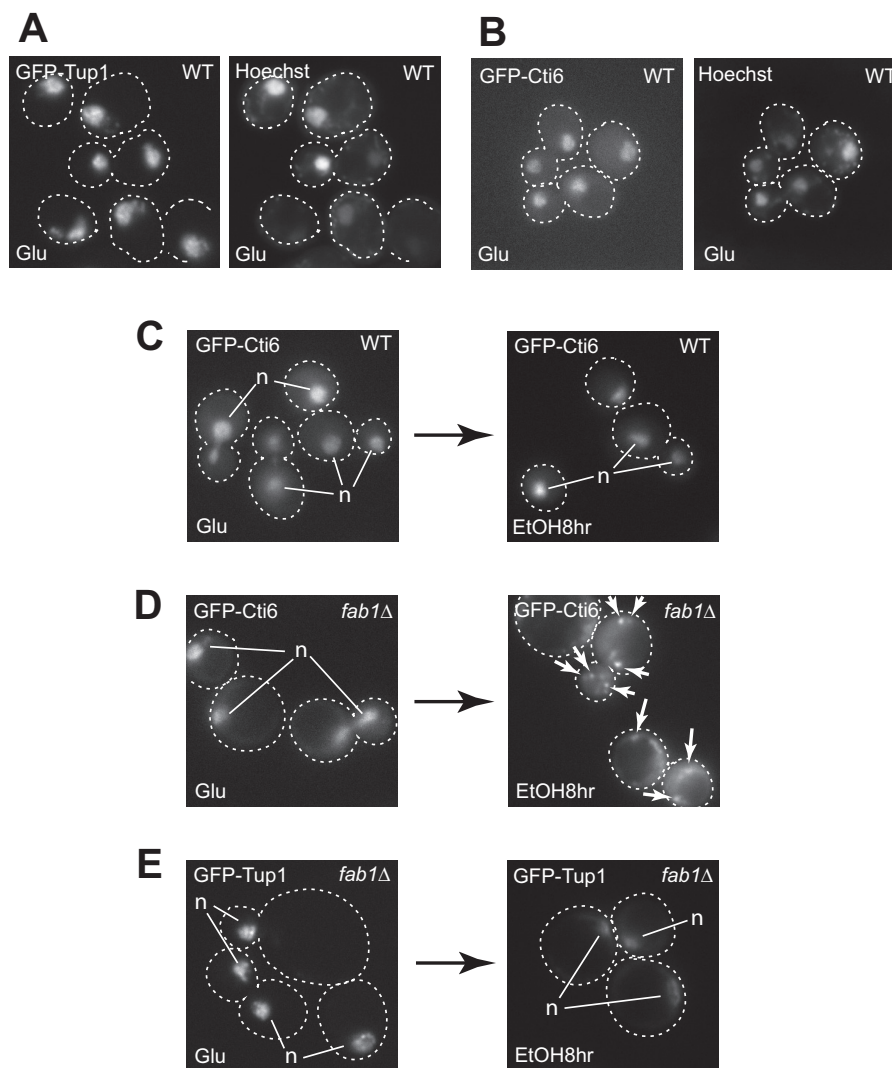 A
B
GFP-Tup1 WT
Hoechst WT
GFP-Cti6 WT
Hoechst WT
Glu
Glu
Glu
Glu
C
GFP-Cti6 WT
n
n
Glu
GFP-Cti6 WT
n
EtOH8hr
D
GFP-Cti6 fab1Δ
n
Glu
GFP-Cti6 fab1Δ
EtOH8hr
E
GFP-Tup1 fab1Δ
n
n
Glu
GFP-Tup1 fab1Δ
n
n
EtOH8hr